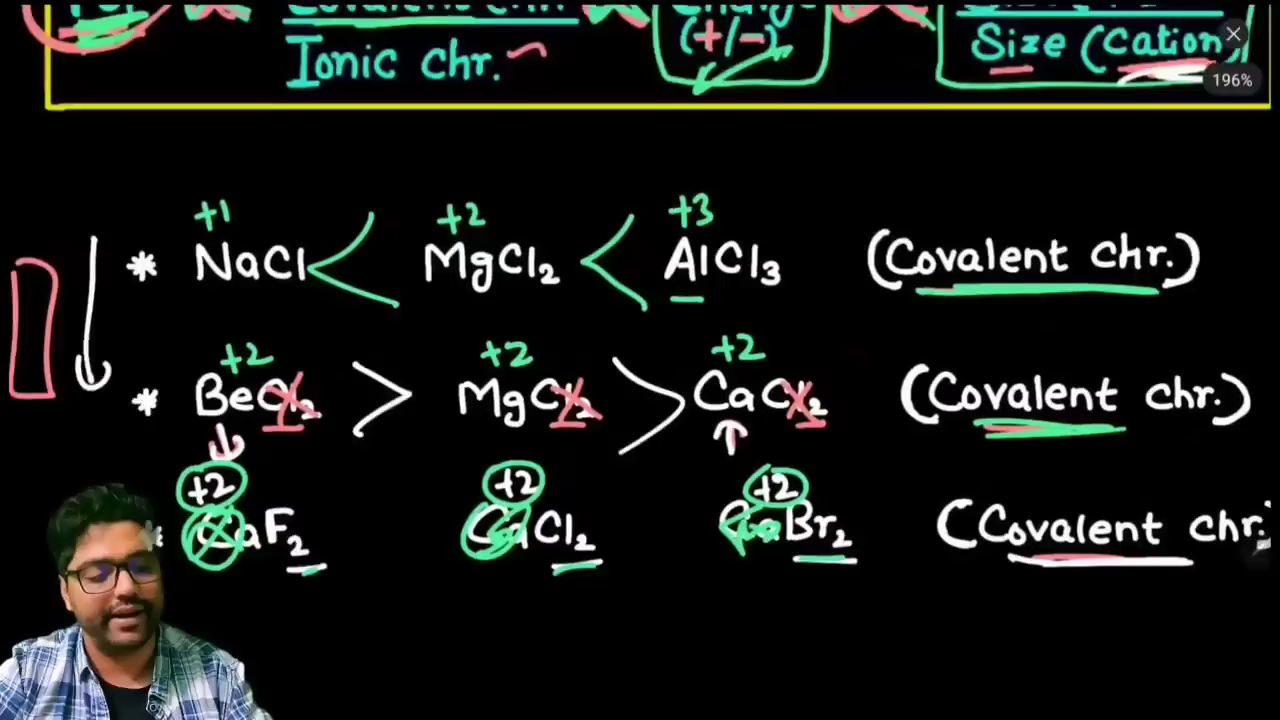 Ionic Chr.
(+/-)
Size (Cation)
196%
+1 +2 +3
* NaCl < MgCl2 < AlCl3 (Covalent chr.)
+2 +2 +2
* BeCl2 > MgCl2 > CaCl2 (Covalent chr.)
+2 +2 +2
* CaF2 CaCl2 CaBr2 (Covalent chr.